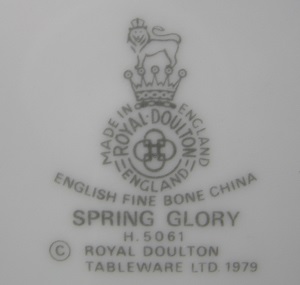 MADE IN ENGLAND
ROYAL DOULTON
ENGLAND
ENGLISH FINE BONE CHINA
SPRING GLORY
H.5061
© ROYAL DOULTON
TABLEWARE LTD 1979